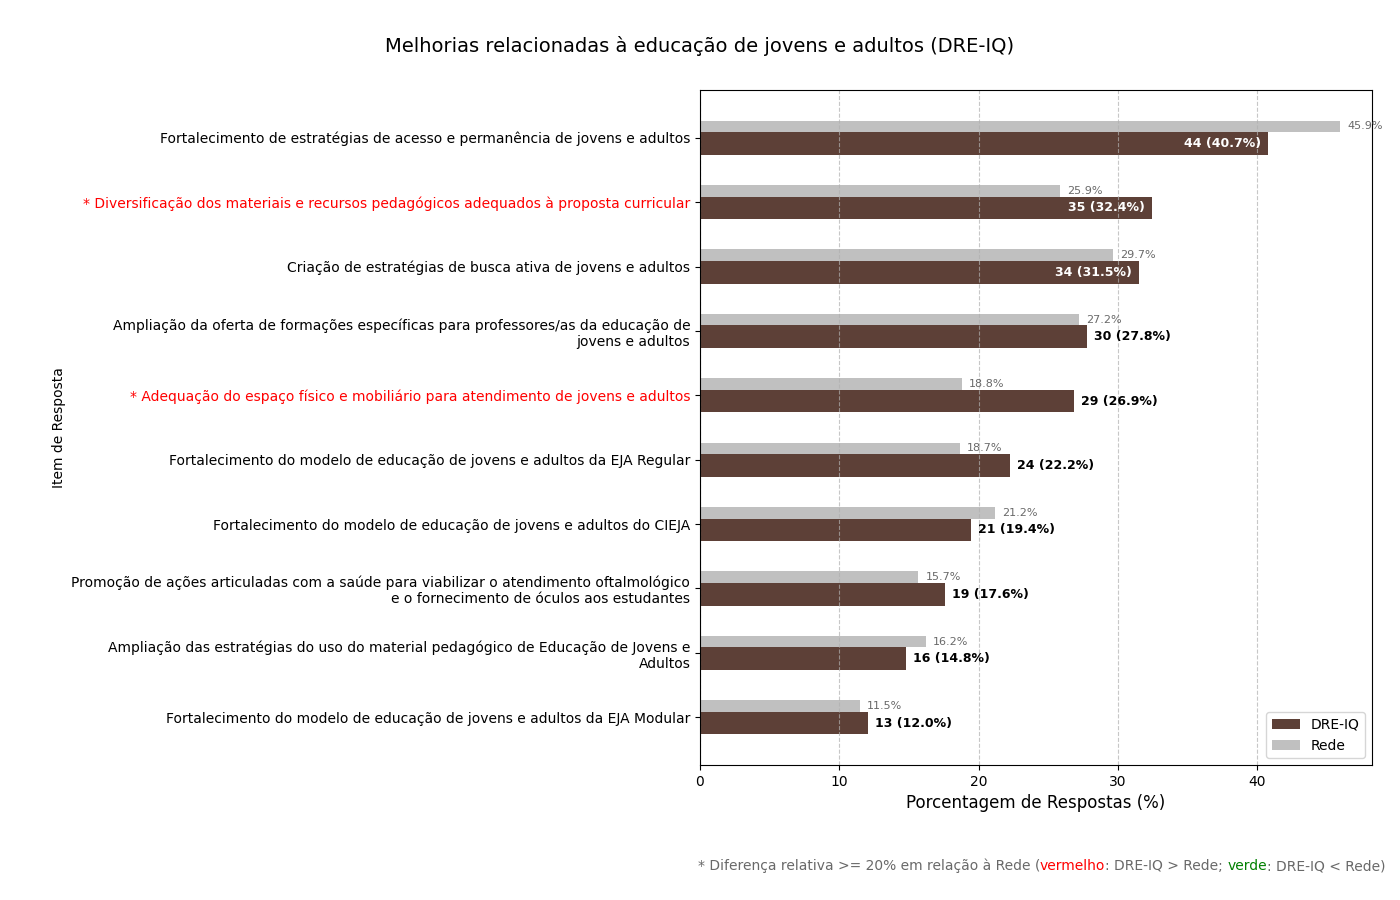 Melhorias relacionadas à educação de jovens e adultos (DRE-IQ)
Item de Resposta
Fortalecimento de estratégias de acesso e permanência de jovens e adultos
45.9%
44 (40.7%)
* Diversificação dos materiais e recursos pedagógicos adequados à proposta curricular
25.9%
35 (32.4%)
Criação de estratégias de busca ativa de jovens e adultos
29.7%
34 (31.5%)
Ampliação da oferta de formações específicas para professores/as da educação de
jovens e adultos
27.2%
30 (27.8%)
* Adequação do espaço físico e mobiliário para atendimento de jovens e adultos
18.8%
29 (26.9%)
Fortalecimento do modelo de educação de jovens e adultos da EJA Regular
18.7%
24 (22.2%)
Fortalecimento do modelo de educação de jovens e adultos do CIEJA
21.2%
21 (19.4%)
Promoção de ações articuladas com a saúde para viabilizar o atendimento oftalmológico
e o fornecimento de óculos aos estudantes
15.7%
19 (17.6%)
Ampliação das estratégias do uso do material pedagógico de Educação de Jovens e
Adultos
16.2%
16 (14.8%)
Fortalecimento do modelo de educação de jovens e adultos da EJA Modular
11.5%
13 (12.0%)
DRE-IQ
Rede
0 10 20 30 40
Porcentagem de Respostas (%)
* Diferença relativa >= 20% em relação à Rede (vermelho: DRE-IQ > Rede; verde: DRE-IQ < Rede)